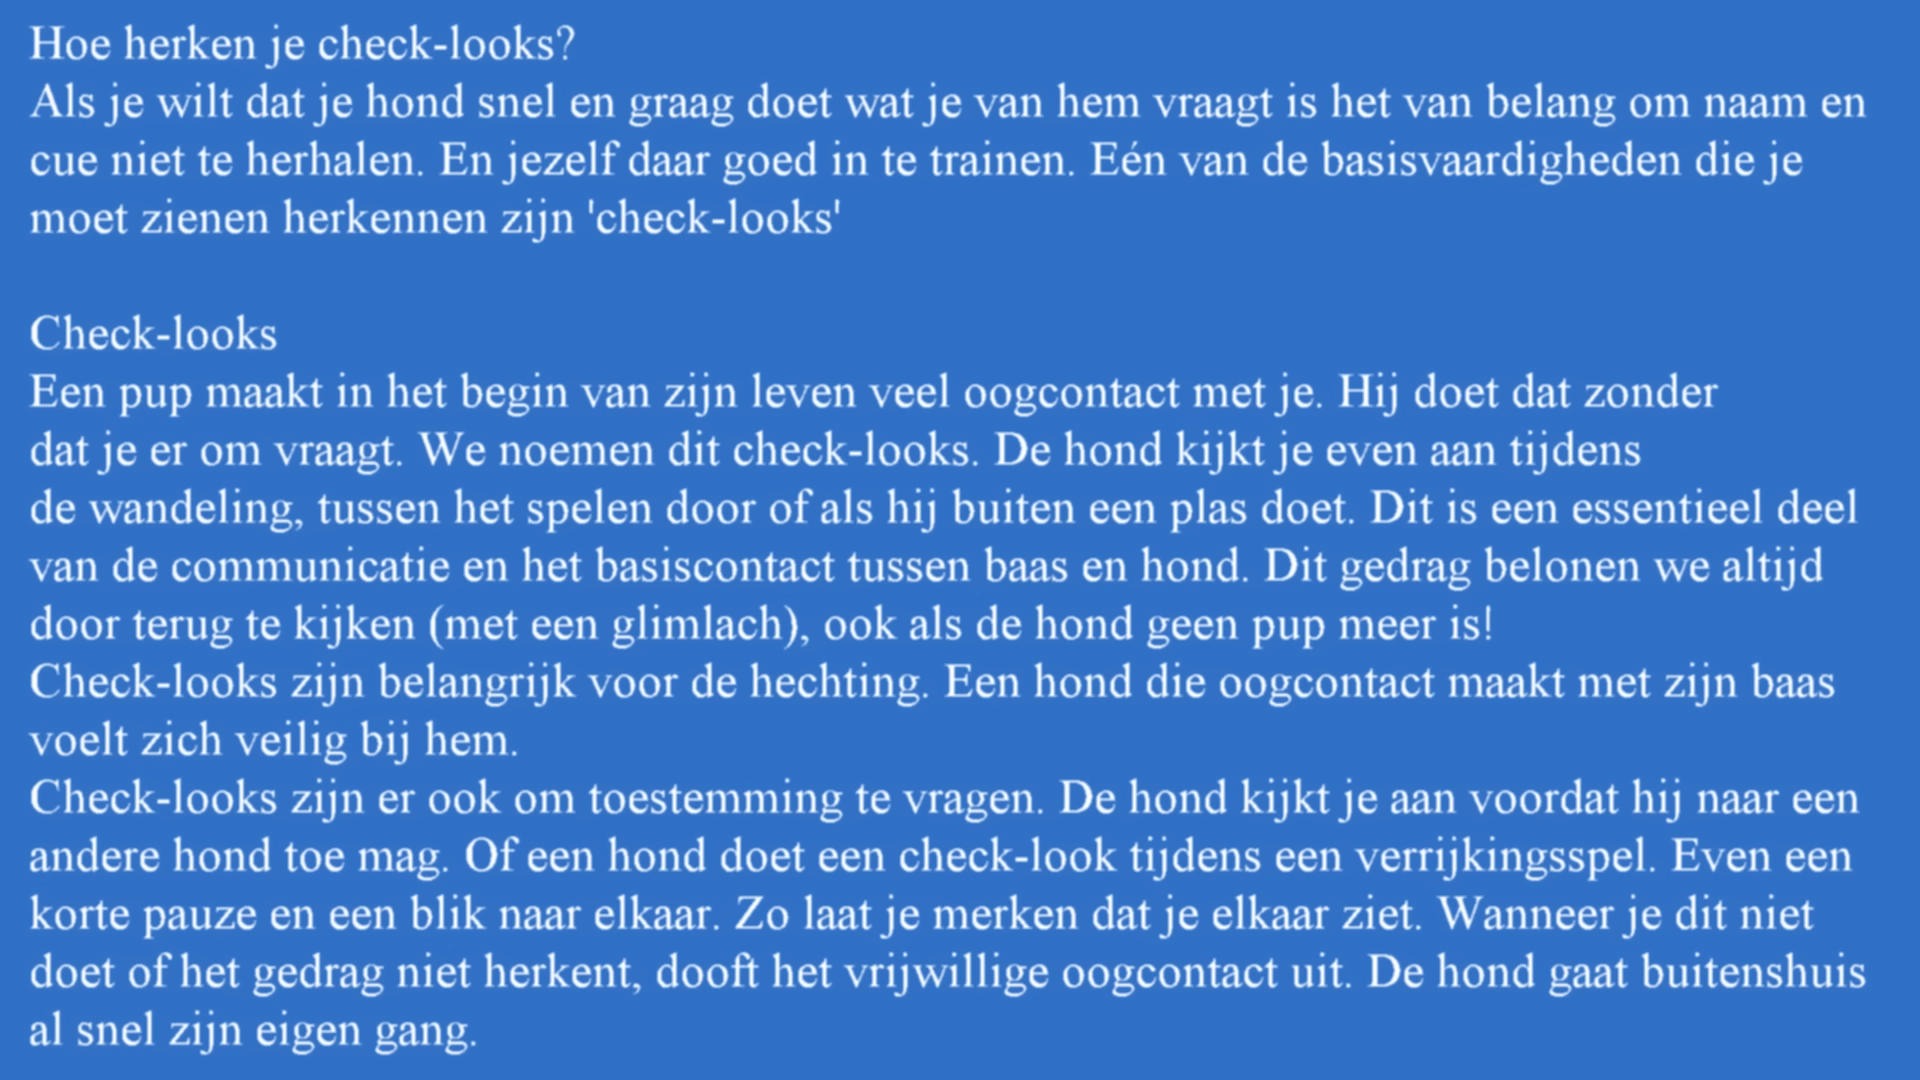 Hoe herken je check-looks?
Als je wilt dat je hond snel en graag doet wat je van hem vraagt is het van belang om naam en
cue niet te herhalen. En jezelf daar goed in te trainen. Eén van de basisvaardigheden die je
moet zienen herkennen zijn 'check-looks'
Check-looks
Een pup maakt in het begin van zijn leven veel oogcontact met je. Hij doet dat zonder
dat je er om vraagt. We noemen dit check-looks. De hond kijkt je even aan tijdens
de wandeling, tussen het spelen door of als hij buiten een plas doet. Dit is een essentieel deel
van de communicatie en het basiscontact tussen baas en hond. Dit gedrag belonen we altijd
door terug te kijken (met een glimlach), ook als de hond geen pup meer is!
Check-looks zijn belangrijk voor de hechting. Een hond die oogcontact maakt met zijn baas
voelt zich veilig bij hem.
Check-looks zijn er ook om toestemming te vragen. De hond kijkt je aan voordat hij naar een
andere hond toe mag. Of een hond doet een check-look tijdens een verrijkingsspel. Even een
korte pauze en een blik naar elkaar. Zo laat je merken dat je elkaar ziet. Wanneer je dit niet
doet of het gedrag niet herkent, dooft het vrijwillige oogcontact uit. De hond gaat buitenshuis
al snel zijn eigen gang.